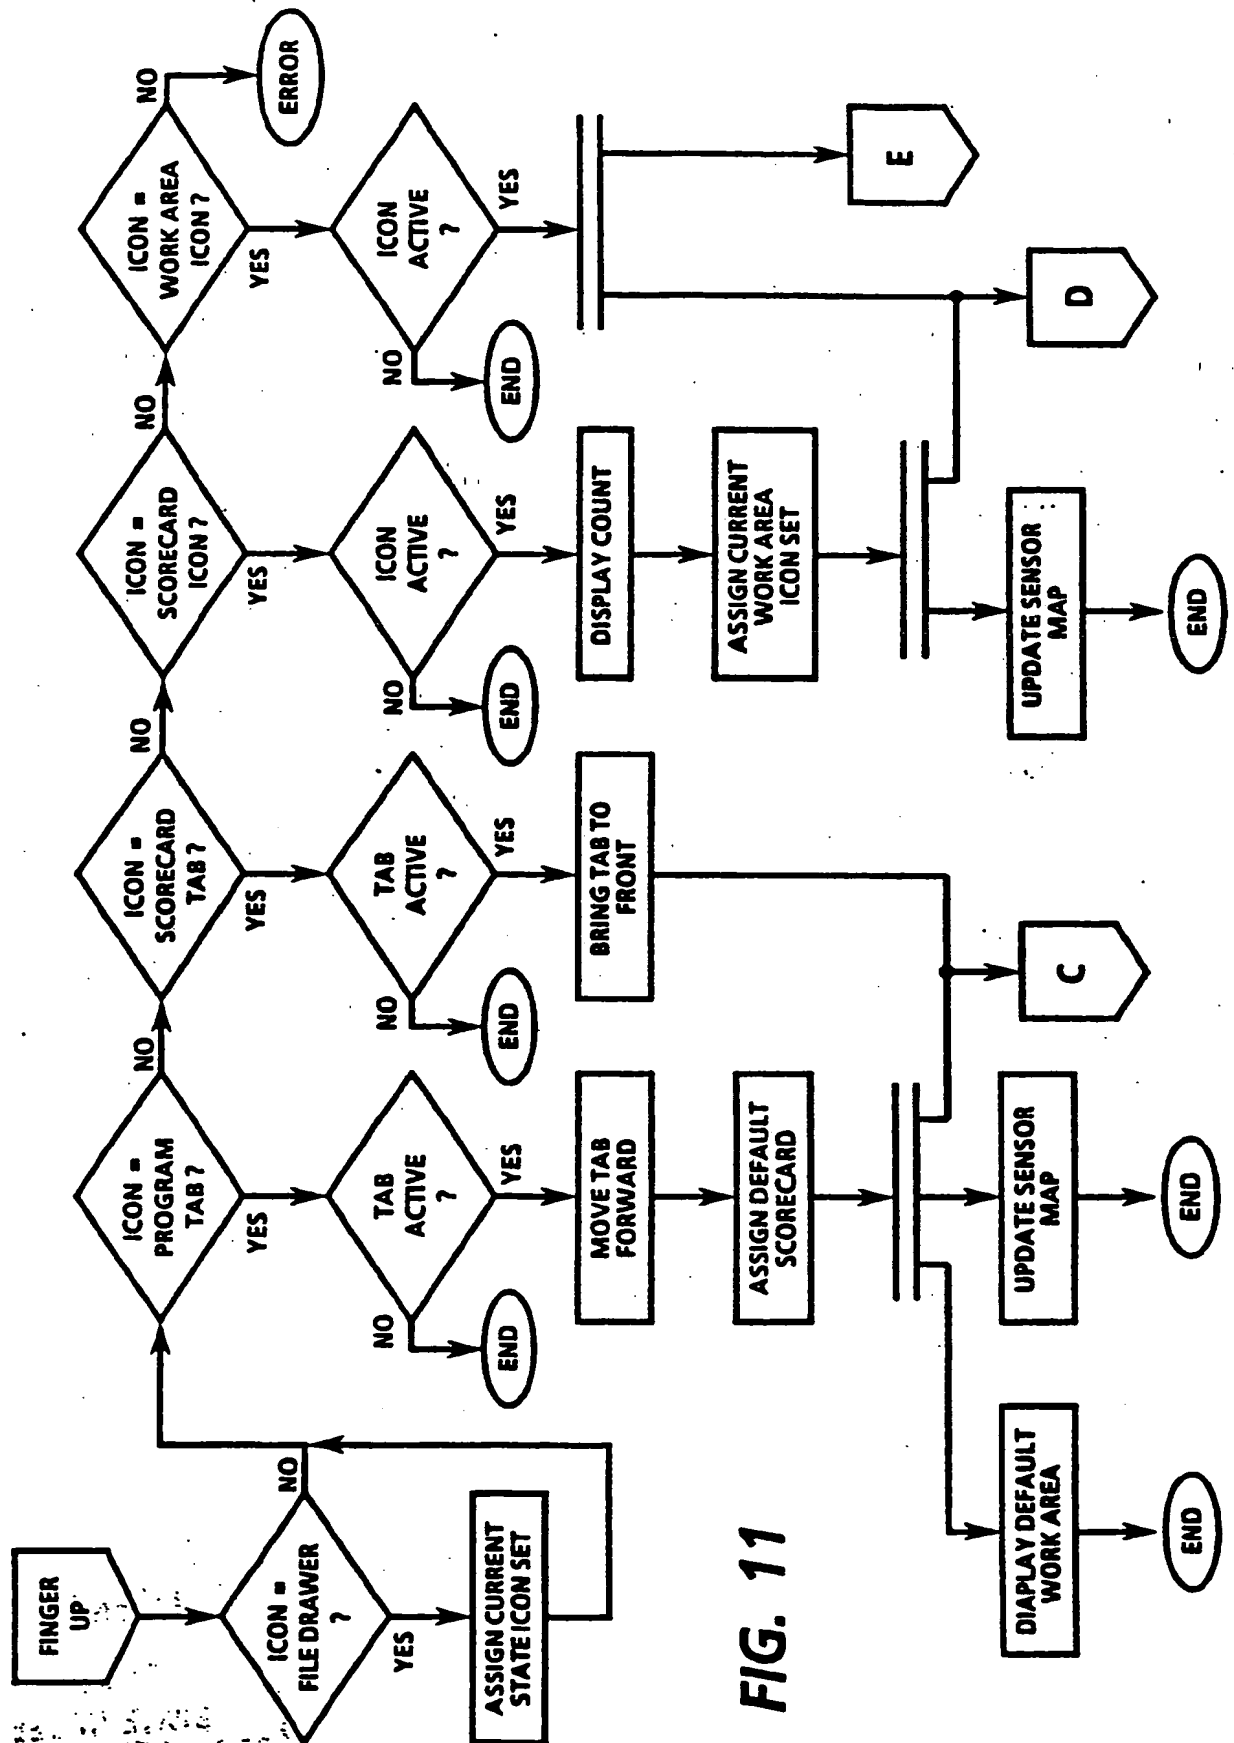 FINGER
UP
ICON =
FILE DRAWER
?
NO
YES
ASSIGN CURRENT
STATE ICON SET
ICON =
PROGRAM
TAB?
NO
YES
TAB
ACTIVE
?
NO
END
YES
MOVE TAB
FORWARD
ASSIGN DEFAULT
SCORECARD
DIAPLAY DEFAULT
WORK AREA
END
UPDATE SENSOR
MAP
END
ICON =
SCORECARD
TAB?
NO
YES
TAB
ACTIVE
?
NO
END
YES
BRING TAB TO
FRONT
C
ICON =
SCORECARD
ICON?
NO
YES
ICON
ACTIVE
?
NO
END
YES
DISPLAY COUNT
ASSIGN CURRENT
WORK AREA
ICON SET
UPDATE SENSOR
MAP
END
ICON =
WORK AREA
ICON?
NO
ERROR
YES
ICON
ACTIVE
?
NO
END
YES
D
E
FIG. 11